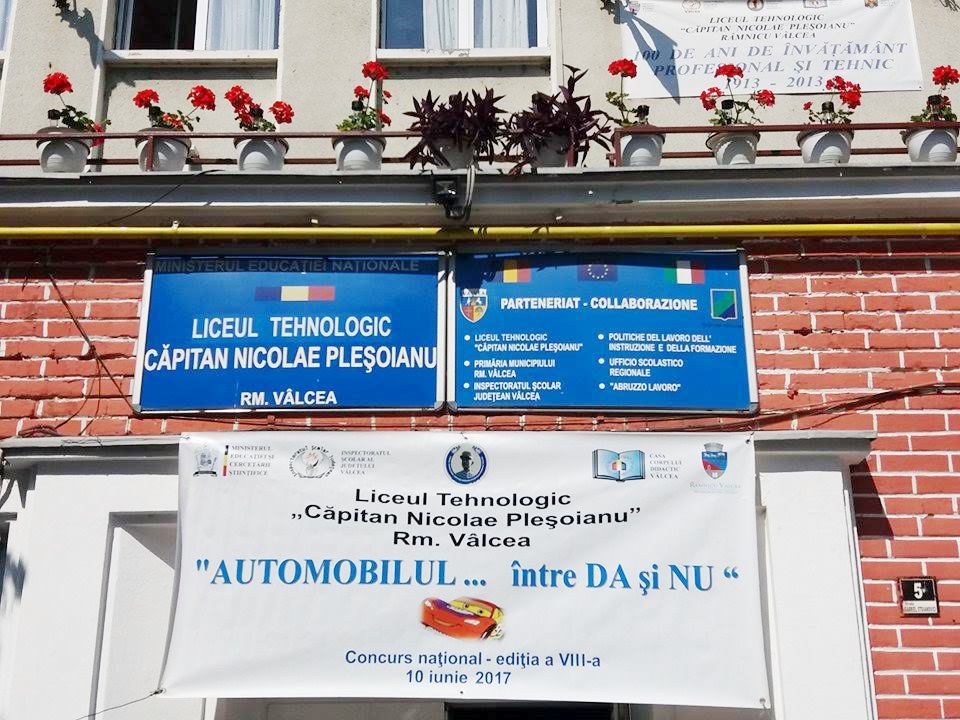 LICEUL TEHNOLOGIC
"CĂPITAN NICOLAE PLEŞOIANU"
RÂMNICU VÂLCEA
100 DE ANI DE ÎNVĂŢĂMÂNT
PROFESIONAL ŞI TEHNIC
1913 - 2013
MINISTERUL EDUCAŢIEI NAŢIONALE
LICEUL TEHNOLOGIC
CĂPITAN NICOLAE PLEŞOIANU
RM. VÂLCEA
PARTENERIAT - COLLABORAZIONE
LICEUL TEHNOLOGIC
"CĂPITAN NICOLAE PLEŞOIANU"
PRIMĂRIA MUNICIPIULUI
RM. VÂLCEA
INSPECTORATUL ŞCOLAR
JUDEŢEAN VÂLCEA
POLITICHE DEL LAVORO DELL'
INSTRUZIONE E DELLA FORMAZIONE
UFFICIO SCOLASTICO
REGIONALE
"ABRUZZO LAVORO"
MINISTERUL
EDUCAŢIEI ŞI
CERCETĂRII
ŞTIINŢIFICE
INSPECTORATUL
ŞCOLAR AL
JUDEŢULUI
VÂLCEA
CASA
CORPULUI
DIDACTIC
VÂLCEA
RÂMNICU VÂLCEA
Liceul Tehnologic
„Căpitan Nicolae Pleşoianu”
Rm. Vâlcea
"AUTOMOBILUL ... între DA şi NU “
Concurs naţional - ediţia a VIII-a
10 iunie 2017
5